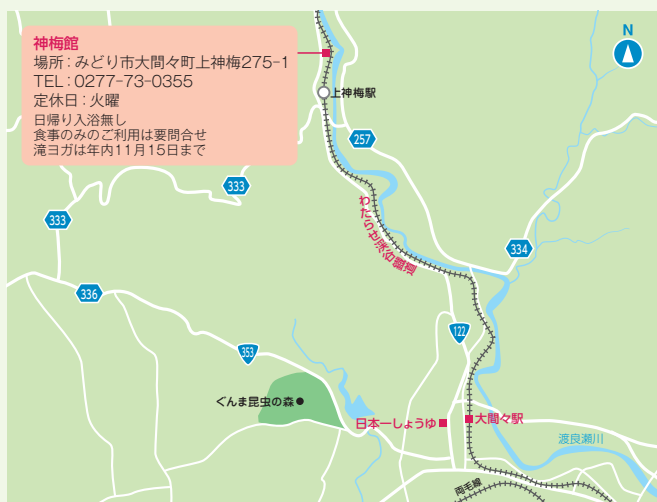 神梅館
場所：みどり市大間々町上神梅275-1
TEL：0277-73-0355
定休日：火曜
日帰り入浴無し
食事のみのご利用は要問合せ
滝ヨガは年内11月15日まで
N
上神梅駅
257
333
333
わたらせ渓谷鐵道
334
336
122
353
ぐんま昆虫の森
日本一しょうゆ
大間々駅
渡良瀬川
両毛線